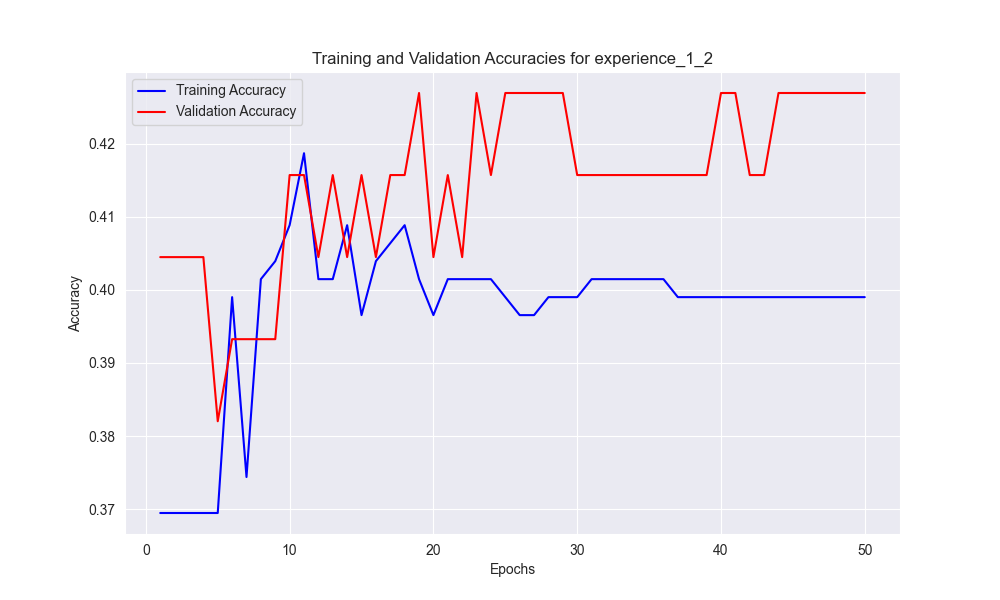 Training and Validation Accuracies for experience_1_2
Training Accuracy
Validation Accuracy
Accuracy
0.42
0.41
0.40
0.39
0.38
0.37
0
10
20
30
40
50
Epochs